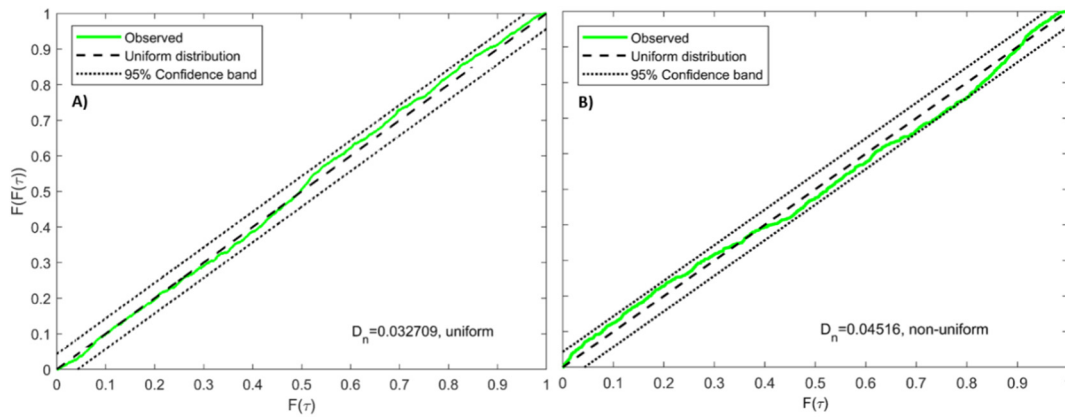 1
0.9
0.8
0.7
0.6
0.5
0.4
0.3
0.2
0.1
0
F(F(τ))
Observed
Uniform distribution
95% Confidence band
A)
D_n=0.032709, uniform
0 0.1 0.2 0.3 0.4 0.5 0.6 0.7 0.8 0.9 1
F(τ)
Observed
Uniform distribution
95% Confidence band
B)
D_n=0.04516, non-uniform
0 0.1 0.2 0.3 0.4 0.5 0.6 0.7 0.8 0.9
F(τ)